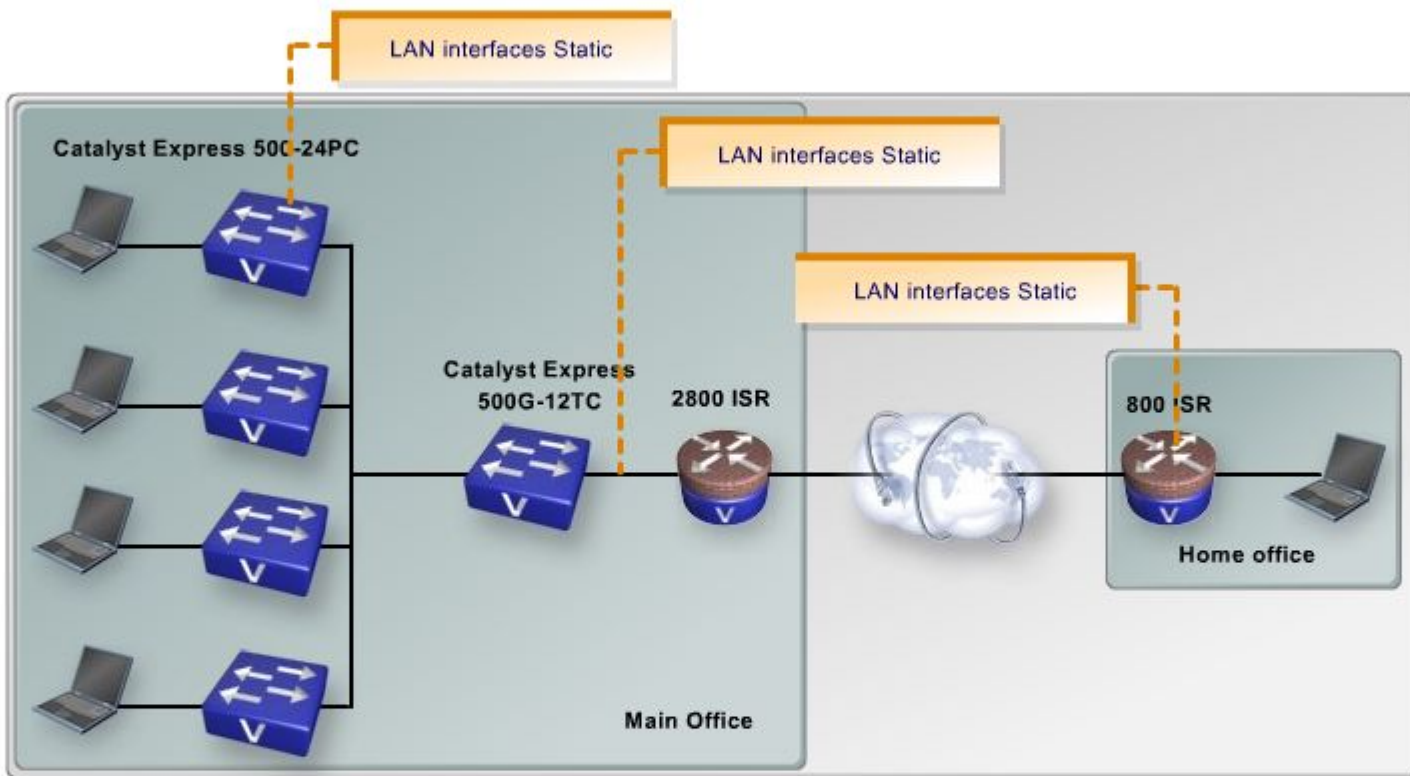 LAN interfaces Static
Catalyst Express 500-24PC
LAN interfaces Static
LAN interfaces Static
Catalyst Express
500G-12TC
2800 ISR
800 ISR
V
V
V
V
V
V
V
Home office
Main Office